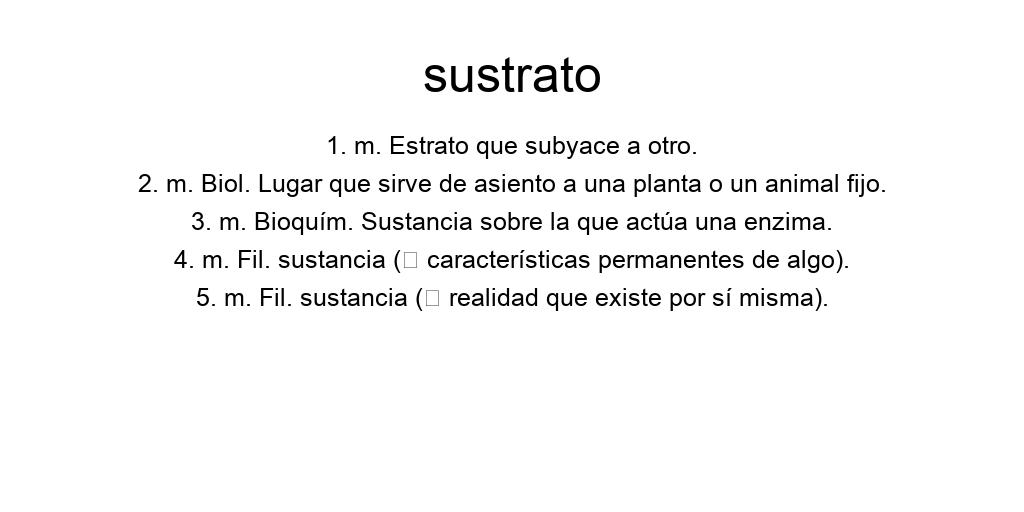 sustrato
1. m. Estrato que subyace a otro.
2. m. Biol. Lugar que sirve de asiento a una planta o un animal fijo.
3. m. Bioquím. Sustancia sobre la que actúa una enzima.
4. m. Fil. sustancia (□ características permanentes de algo).
5. m. Fil. sustancia (□ realidad que existe por sí misma).